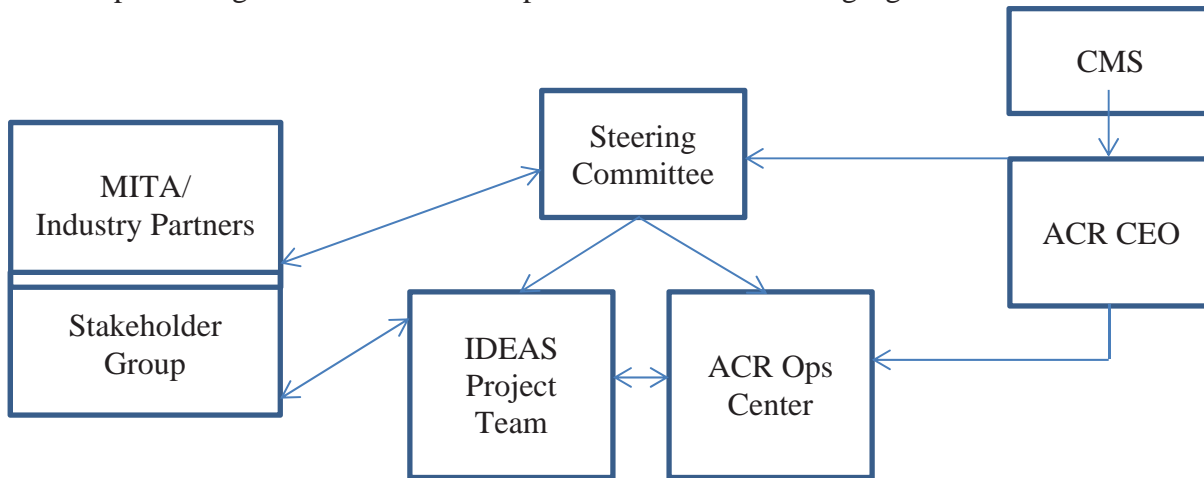 CMS
Steering
Committee
MITA/
Industry Partners
ACR CEO
Stakeholder
Group
IDEAS
Project
Team
ACR Ops
Center